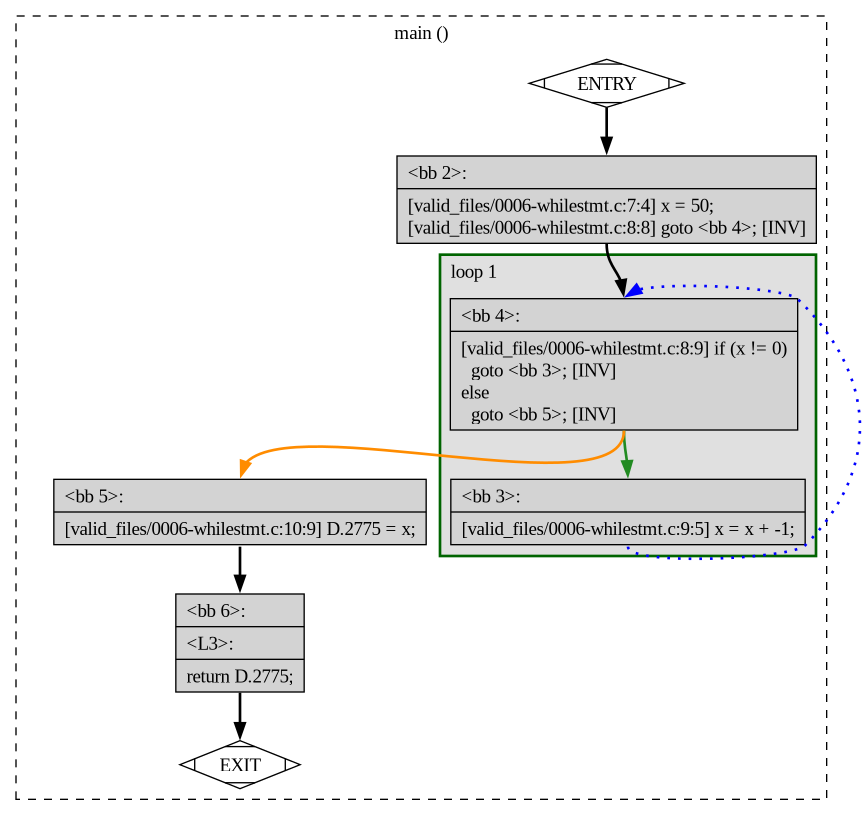 main ()
ENTRY
<bb 2>:
[valid_files/0006-whilestmt.c:7:4] x = 50;
[valid_files/0006-whilestmt.c:8:8] goto <bb 4>; [INV]
loop 1
<bb 4>:
[valid_files/0006-whilestmt.c:8:9] if (x != 0)
  goto <bb 3>; [INV]
else
  goto <bb 5>; [INV]
<bb 5>:
[valid_files/0006-whilestmt.c:10:9] D.2775 = x;
<bb 3>:
[valid_files/0006-whilestmt.c:9:5] x = x + -1;
<bb 6>:
<L3>:
return D.2775;
EXIT